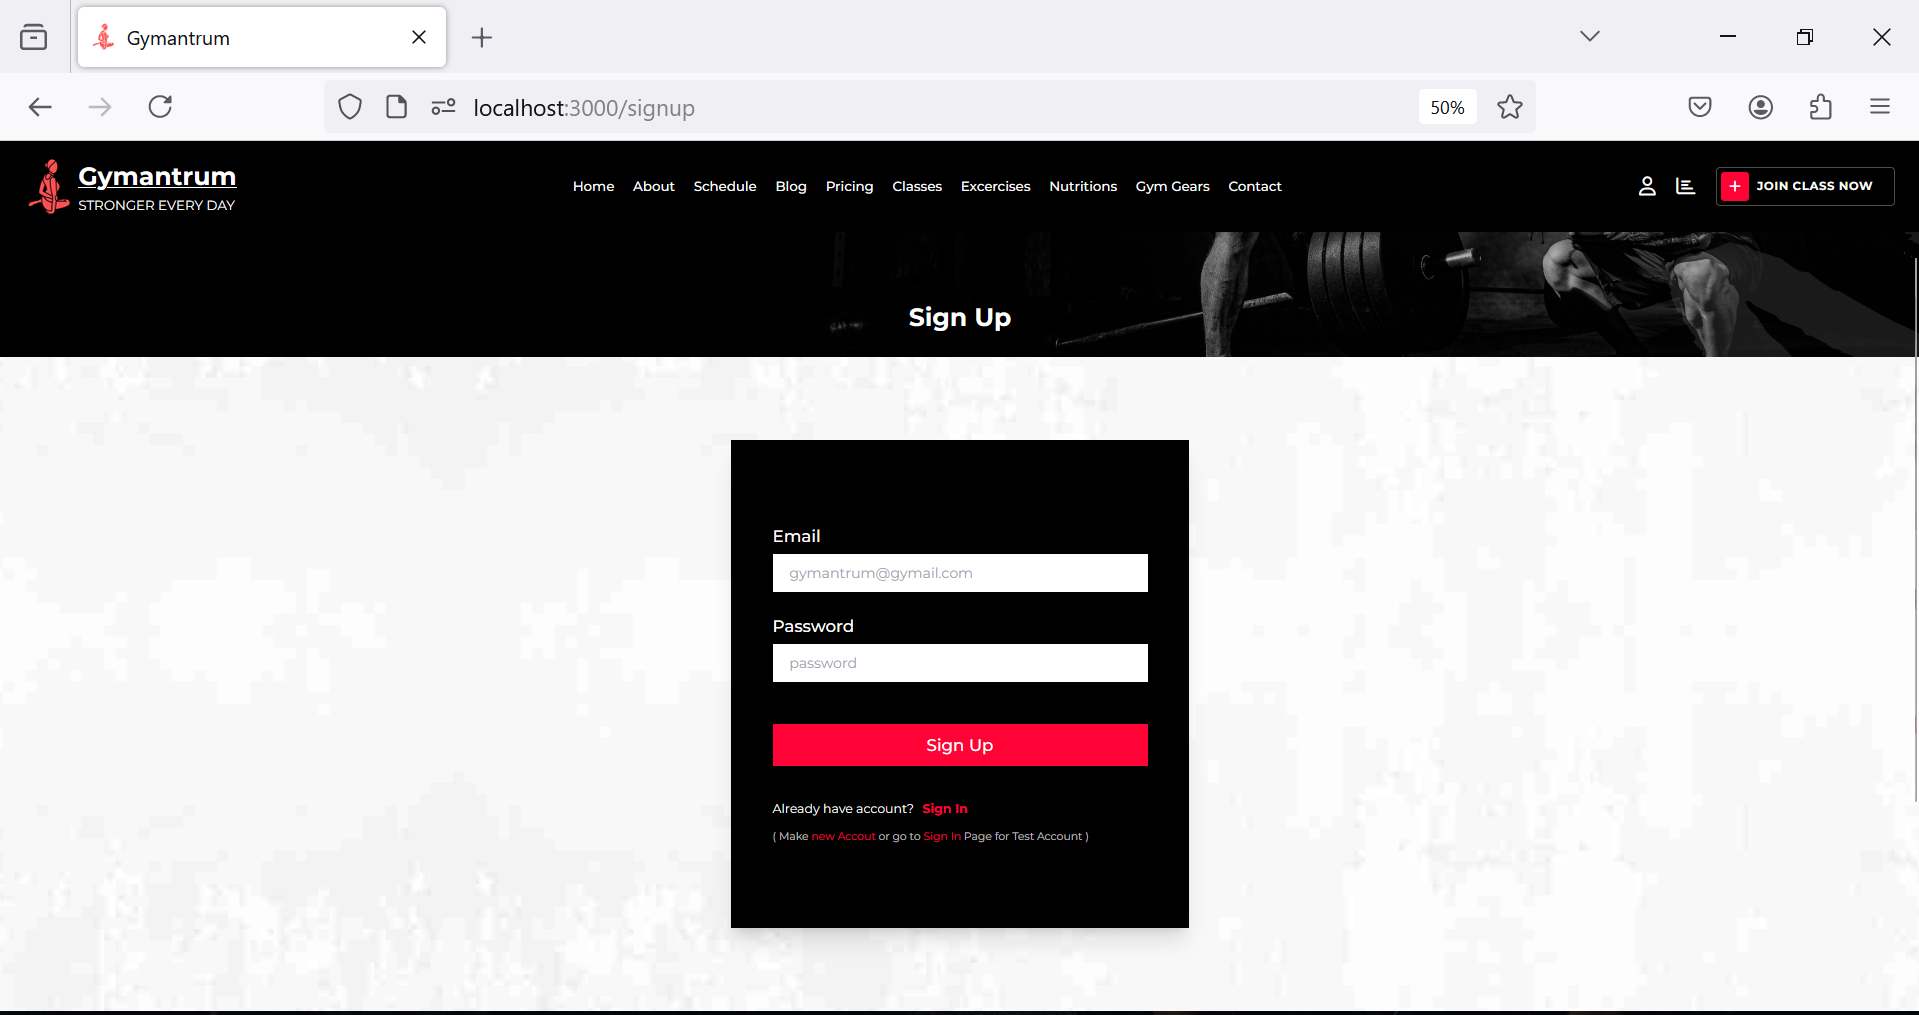 Gymantrum
localhost:3000/signup
50%
Gymantrum
STRONGER EVERY DAY
Home About Schedule Blog Pricing Classes Excercises Nutritions Gym Gears Contact
JOIN CLASS NOW
Sign Up
Email
gymantrum@gymail.com
Password
password
Sign Up
Already have account? Sign In
( Make new Accout or go to Sign In Page for Test Account )